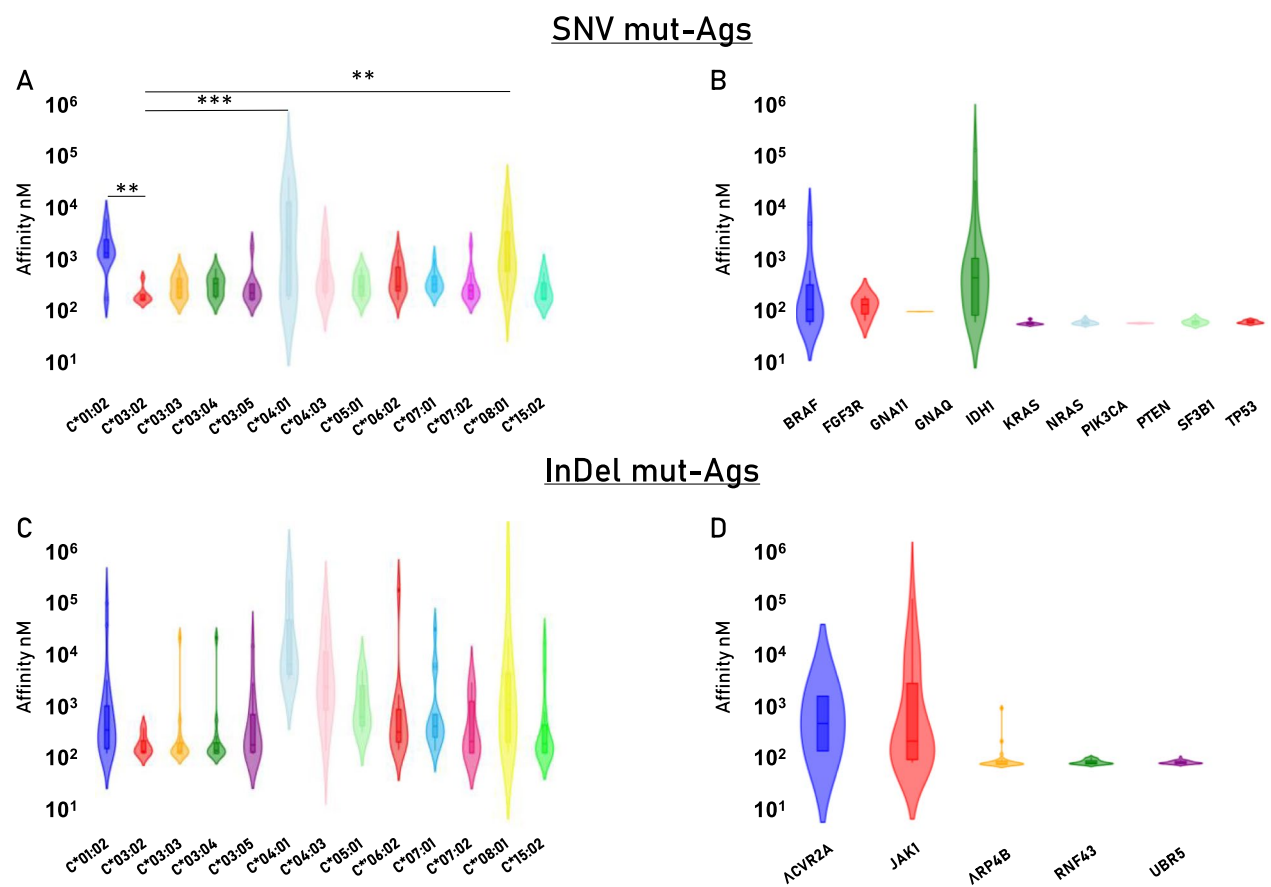 SNV mut-Ags
A
**
***
**
Affinity nM
10⁶
10⁵
10⁴
10³
10²
10¹
C*01:02
C*03:02
C*03:03
C*03:04
C*03:05
C*04:01
C*04:03
C*05:01
C*"06:02
C*07:01
C*07:02
C*"08:01
C*15:02
B
Affinity nM
10⁶
10⁵
10⁴
10³
10²
10¹
BRAF
FGF3R
GNA11
GNAQ
IDH1
KRAS
NRAS
PIK3CA
PTEN
SF3B1
TP53
InDel mut-Ags
C
Affinity nM
10⁶
10⁵
10⁴
10³
10²
10¹
C*01:02
C*03:02
C*03:03
C*03:04
C*03:05
C*04:01
C*04:03
C*05:01
C*"06:02
C*07:01
C*07:02
C*"08:01
C*15:02
D
Affinity nM
10⁶
10⁵
10⁴
10³
10²
10¹
ΛCVR2A
JAK1
ΛRP4B
RNF43
UBR5